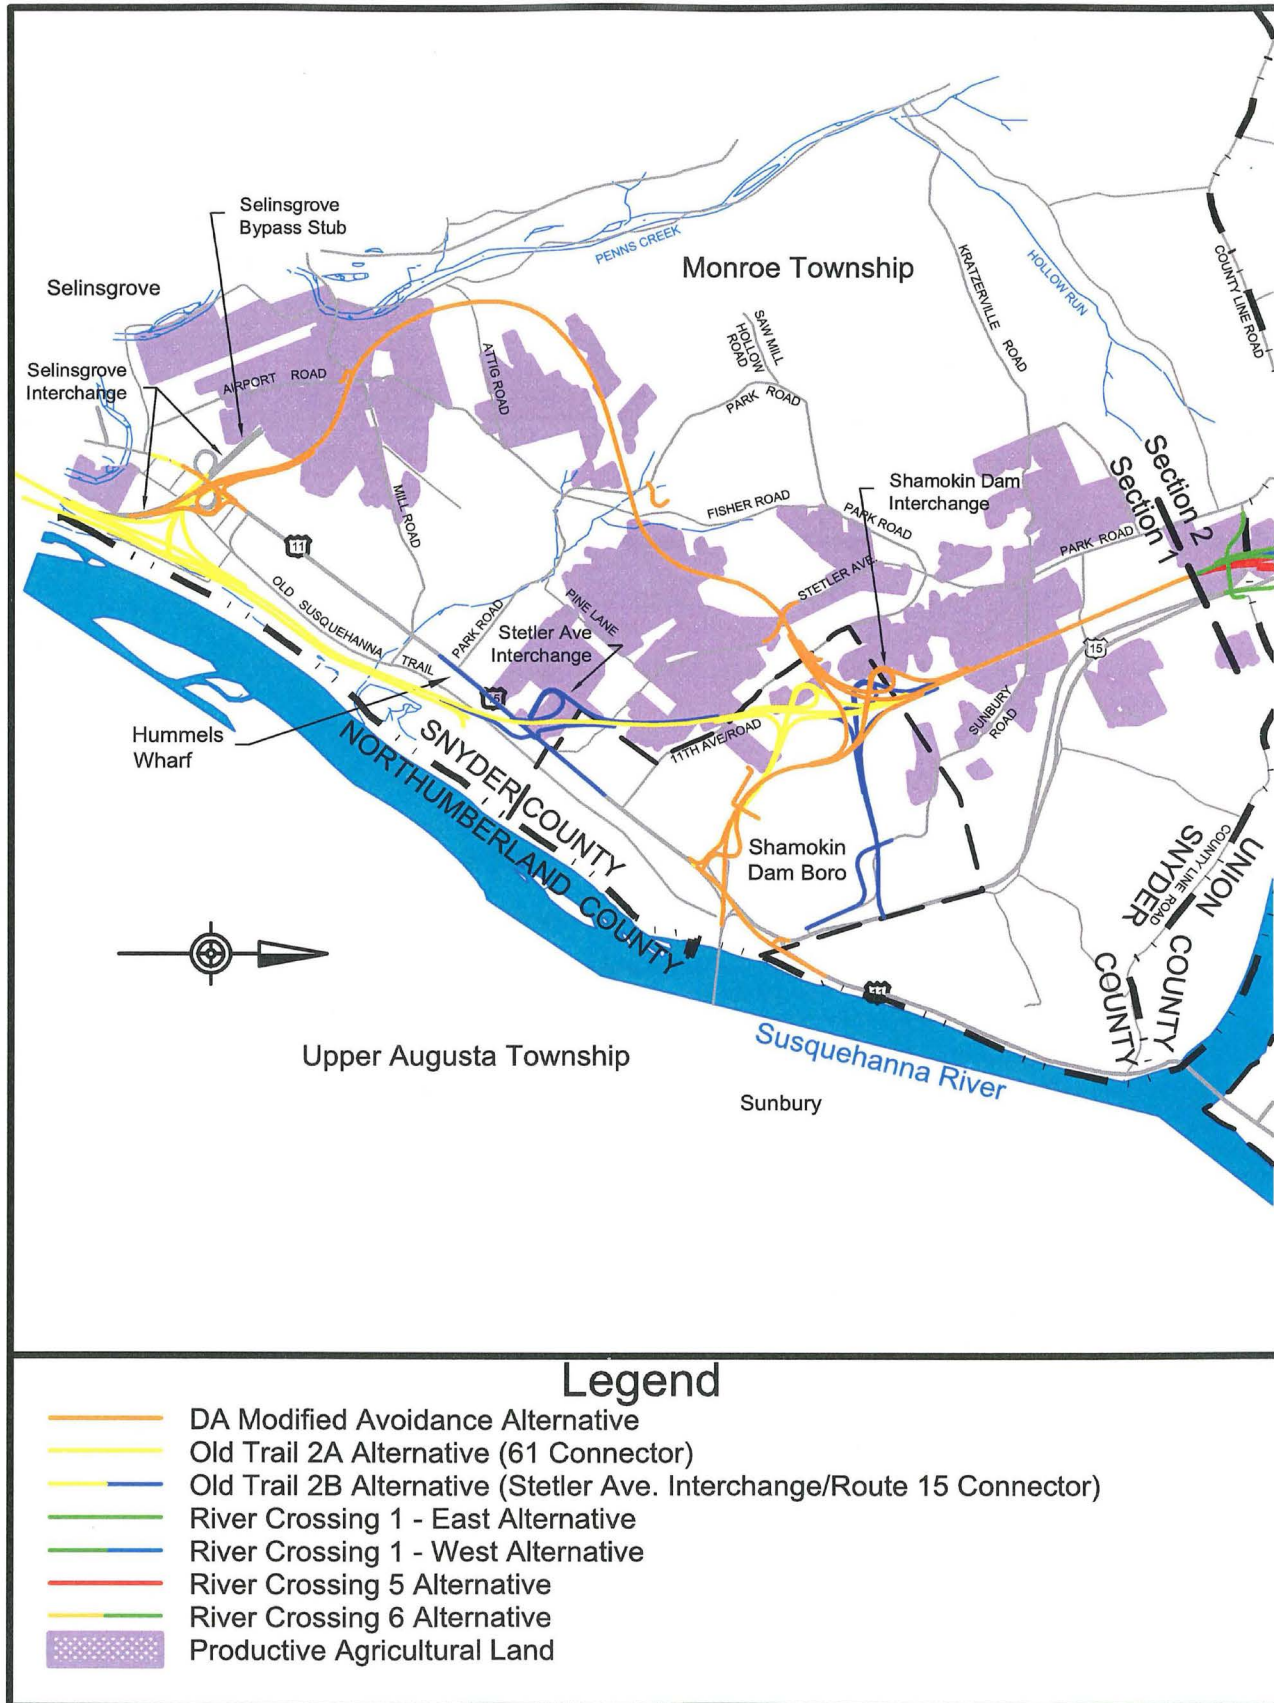 Selinsgrove
Bypass Stub
PENNS CREEK
Monroe Township
KRATZERVILLE ROAD
HOLLOW RUN
COUNTY LINE ROAD
Selinsgrove
SAW MILL
HOLLOW
ROAD
ATTIG ROAD
Selinsgrove
Interchange
AIRPORT ROAD
PARK ROAD
Section 2
Section 1
MILL ROAD
Shamokin Dam
Interchange
FISHER ROAD
PARK ROAD
PARK ROAD
11
STETLER AVE.
OLD SUSQUEHANNA TRAIL
PINE LANE
PARK ROAD
Stetler Ave
Interchange
15
SUNBURY
ROAD
11TH AVE/ROAD
Hummels
Wharf
SNYDER COUNTY
NORTHUMBERLAND COUNTY
Shamokin
Dam Boro
UNION COUNTY
COUNTY LINE ROAD
SNYDER COUNTY
Upper Augusta Township
Susquehanna River
Sunbury
Legend
DA Modified Avoidance Alternative
Old Trail 2A Alternative (61 Connector)
Old Trail 2B Alternative (Stetler Ave. Interchange/Route 15 Connector)
River Crossing 1 - East Alternative
River Crossing 1 - West Alternative
River Crossing 5 Alternative
River Crossing 6 Alternative
Productive Agricultural Land